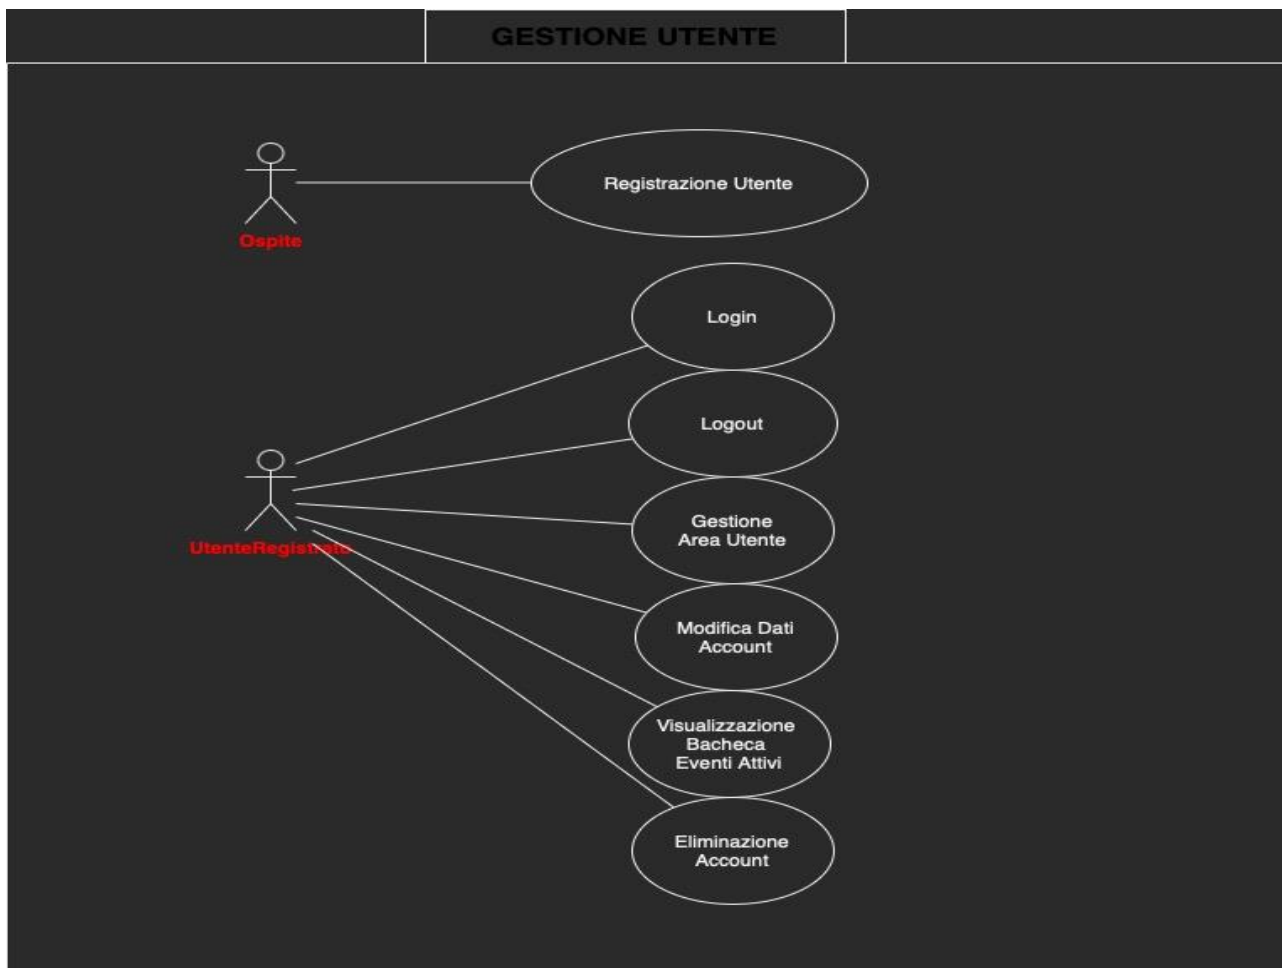 GESTIONE UTENTE
Registrazione Utente
Ospite
Login
Logout
UtenteRegistrato
Gestione
Area Utente
Modifica Dati
Account
Visualizzazione
Bacheca
Eventi Attivi
Eliminazione
Account